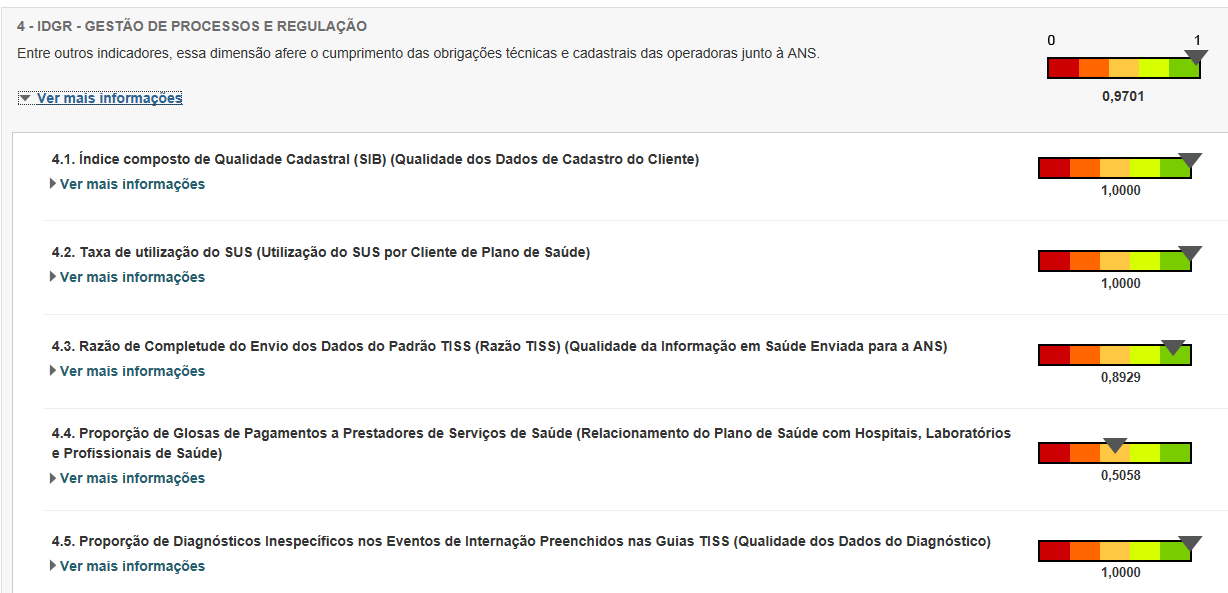 4 - IDGR - GESTÃO DE PROCESSOS E REGULAÇÃO
Entre outros indicadores, essa dimensão afere o cumprimento das obrigações técnicas e cadastrais das operadoras junto à ANS.
0 1
0,9701
Ver mais informações
4.1. Índice composto de Qualidade Cadastral (SIB) (Qualidade dos Dados de Cadastro do Cliente)
Ver mais informações
1,0000
4.2. Taxa de utilização do SUS (Utilização do SUS por Cliente de Plano de Saúde)
Ver mais informações
1,0000
4.3. Razão de Completude do Envio dos Dados do Padrão TISS (Razão TISS) (Qualidade da Informação em Saúde Enviada para a ANS)
Ver mais informações
0,8929
4.4. Proporção de Glosas de Pagamentos a Prestadores de Serviços de Saúde (Relacionamento do Plano de Saúde com Hospitais, Laboratórios
e Profissionais de Saúde)
Ver mais informações
0,5058
4.5. Proporção de Diagnósticos Inespecíficos nos Eventos de Internação Preenchidos nas Guias TISS (Qualidade dos Dados do Diagnóstico)
Ver mais informações
1,0000